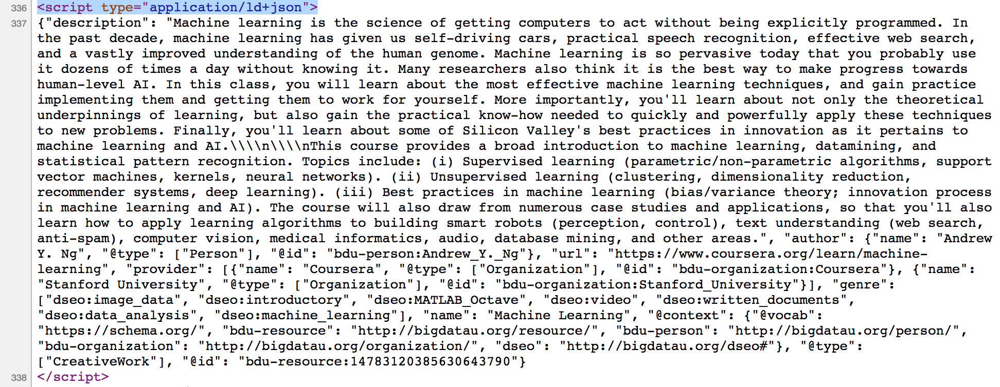 336 <script type="application/ld+json">
337 {"description": "Machine learning is the science of getting computers to act without being explicitly programmed. In
the past decade, machine learning has given us self-driving cars, practical speech recognition, effective web search,
and a vastly improved understanding of the human genome. Machine learning is so pervasive today that you probably use
it dozens of times a day without knowing it. Many researchers also think it is the best way to make progress towards
human-level AI. In this class, you will learn about the most effective machine learning techniques, and gain practice
implementing them and getting them to work for yourself. More importantly, you'll learn about not only the theoretical
underpinnings of learning, but also gain the practical know-how needed to quickly and powerfully apply these techniques
to new problems. Finally, you'll learn about some of Silicon Valley's best practices in innovation as it pertains to
machine learning and AI.\\\\n\\\\nThis course provides a broad introduction to machine learning, datamining, and
statistical pattern recognition. Topics include: (i) Supervised learning (parametric/non-parametric algorithms, support
vector machines, kernels, neural networks). (ii) Unsupervised learning (clustering, dimensionality reduction,
recommender systems, deep learning). (iii) Best practices in machine learning (bias/variance theory; innovation process
in machine learning and AI). The course will also draw from numerous case studies and applications, so that you'll also
learn how to apply learning algorithms to building smart robots (perception, control), text understanding (web search,
anti-spam), computer vision, medical informatics, audio, database mining, and other areas.", "author": {"name": "Andrew
Y. Ng", "@type": ["Person"], "@id": "bdu-person:Andrew_Y._Ng"}, "url": "https://www.coursera.org/learn/machine-
learning", "provider": [{"name": "Coursera", "@type": ["Organization"], "@id": "bdu-organization:Coursera"}, {"name":
"Stanford University", "@type": ["Organization"], "@id": "bdu-organization:Stanford_University"}], "genre":
["dseo:image_data", "dseo:introductory", "dseo:MATLAB_Octave", "dseo:video", "dseo:written_documents",
"dseo:data_analysis", "dseo:machine_learning"], "name": "Machine Learning", "@context": {"@vocab":
"https://schema.org/", "bdu-resource": "http://bigdatau.org/resource/", "bdu-person": "http://bigdatau.org/person/",
"bdu-organization": "http://bigdatau.org/organization/", "dseo": "http://bigdatau.org/dseo#"}, "@type":
["CreativeWork"], "@id": "bdu-resource:14783120385630643790"}
338 </script>